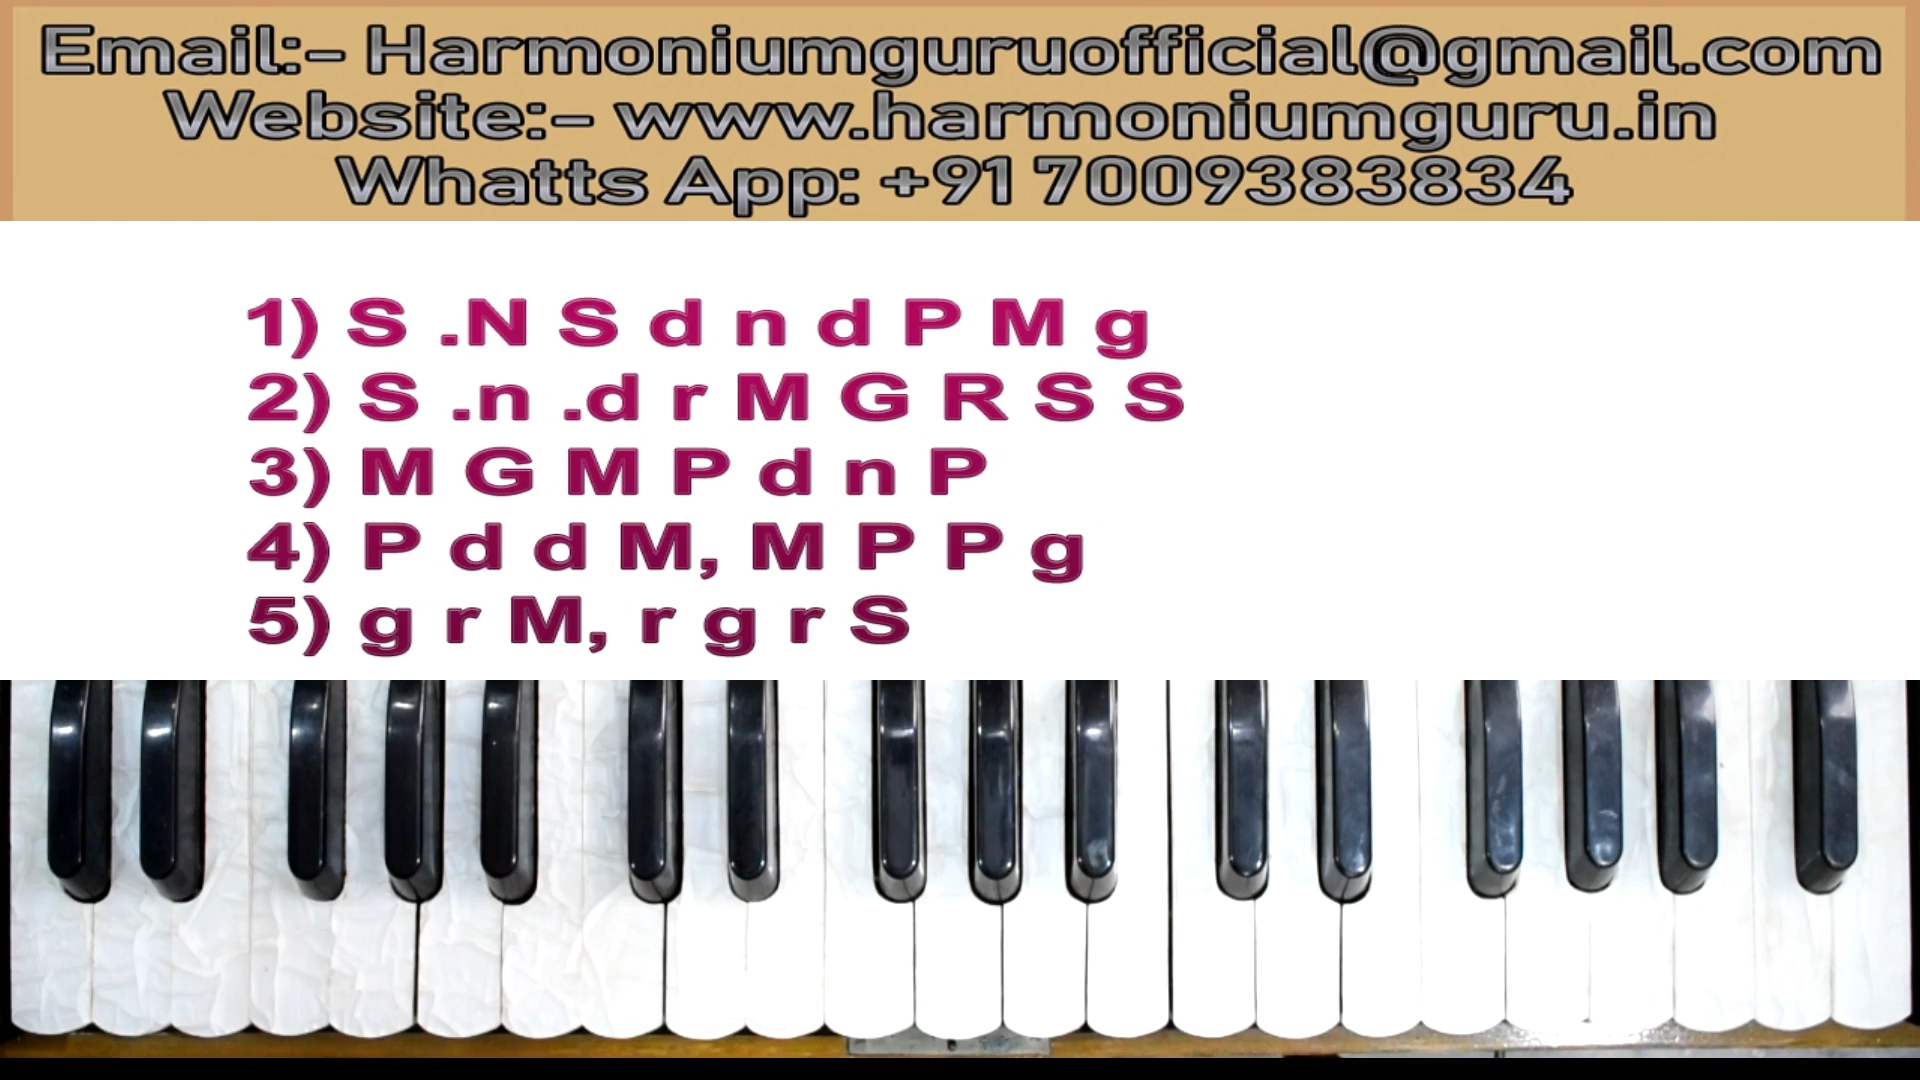 Email:- Harmoniumguruofficial@gmail.com
Website:- www.harmoniumguru.in
Whatts App: +91 7009383834
1) S .N S d n d P M g
2) S .n .d r M G R S S
3) M G M P d n P
4) P d d M, M P P g
5) g r M, r g r S